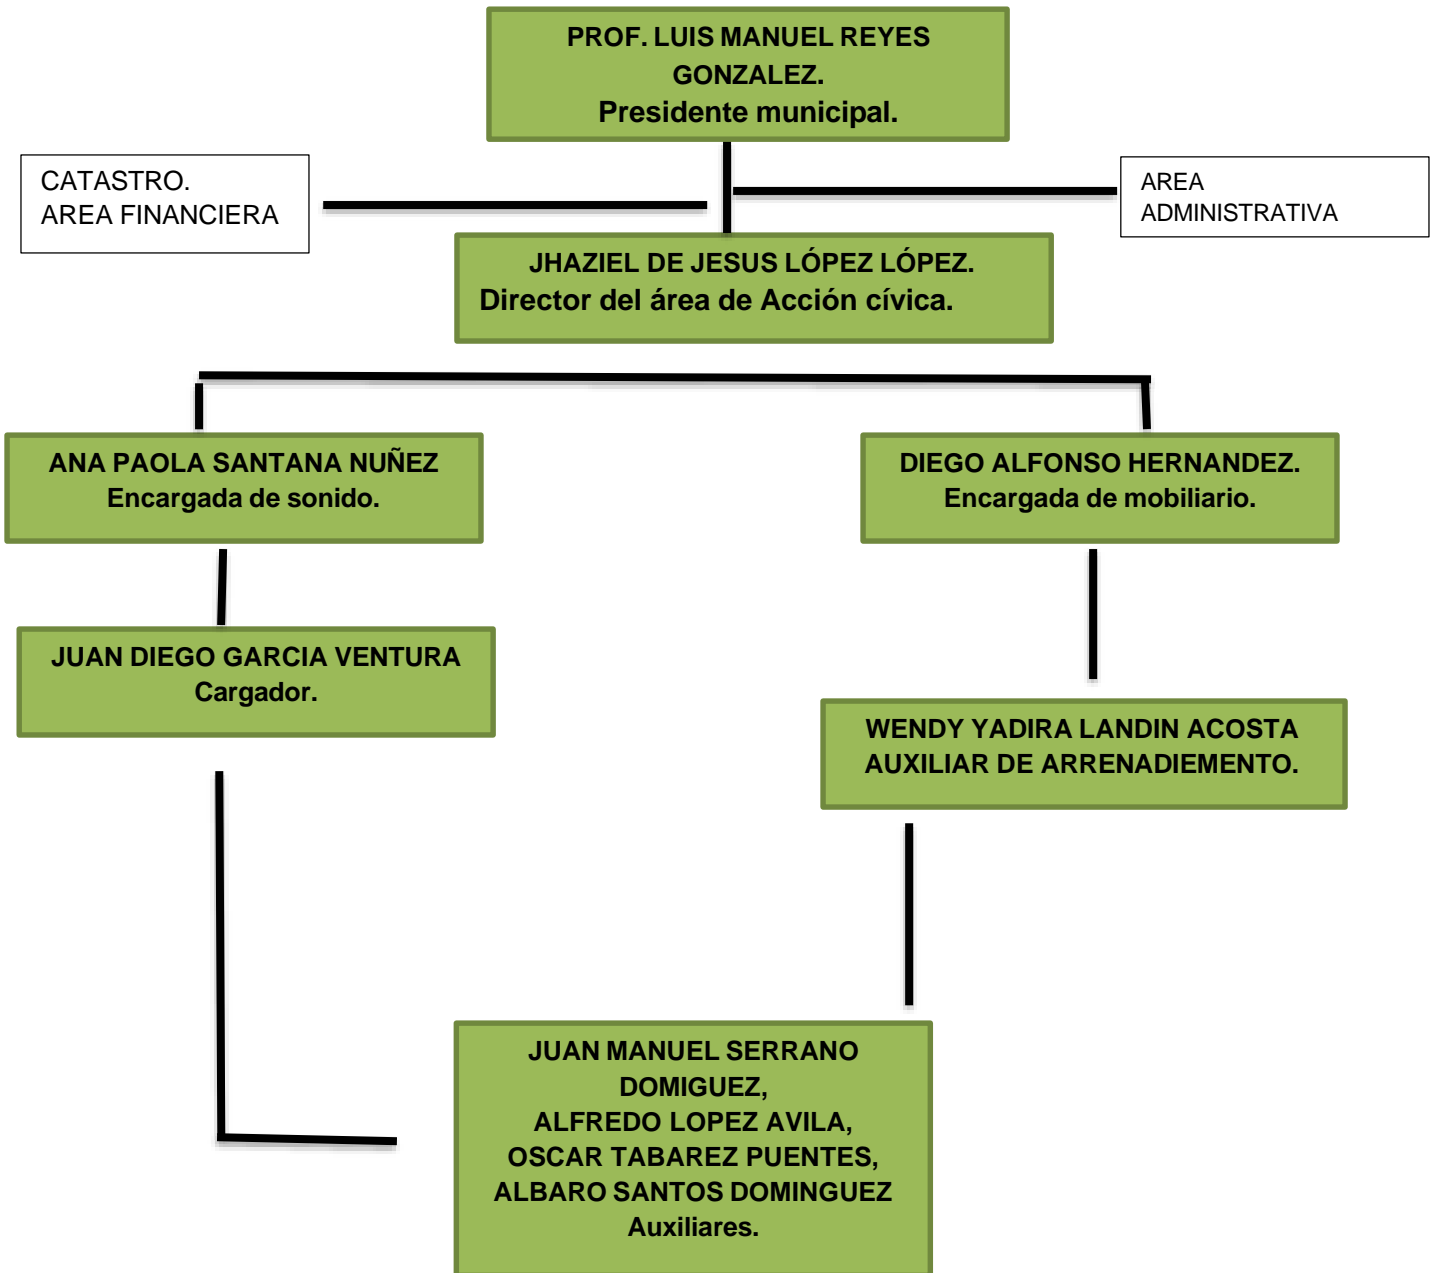 PROF. LUIS MANUEL REYES
GONZALEZ.
Presidente municipal.
CATASTRO.
AREA FINANCIERA
AREA
ADMINISTRATIVA
JHAZIEL DE JESUS LÓPEZ LÓPEZ.
Director del área de Acción cívica.
ANA PAOLA SANTANA NUÑEZ
Encargada de sonido.
DIEGO ALFONSO HERNANDEZ.
Encargada de mobiliario.
JUAN DIEGO GARCIA VENTURA
Cargador.
WENDY YADIRA LANDIN ACOSTA
AUXILIAR DE ARRENADIEMENTO.
JUAN MANUEL SERRANO
DOMIGUEZ,
ALFREDO LOPEZ AVILA,
OSCAR TABAREZ PUENTES,
ALBARO SANTOS DOMINGUEZ
Auxiliares.